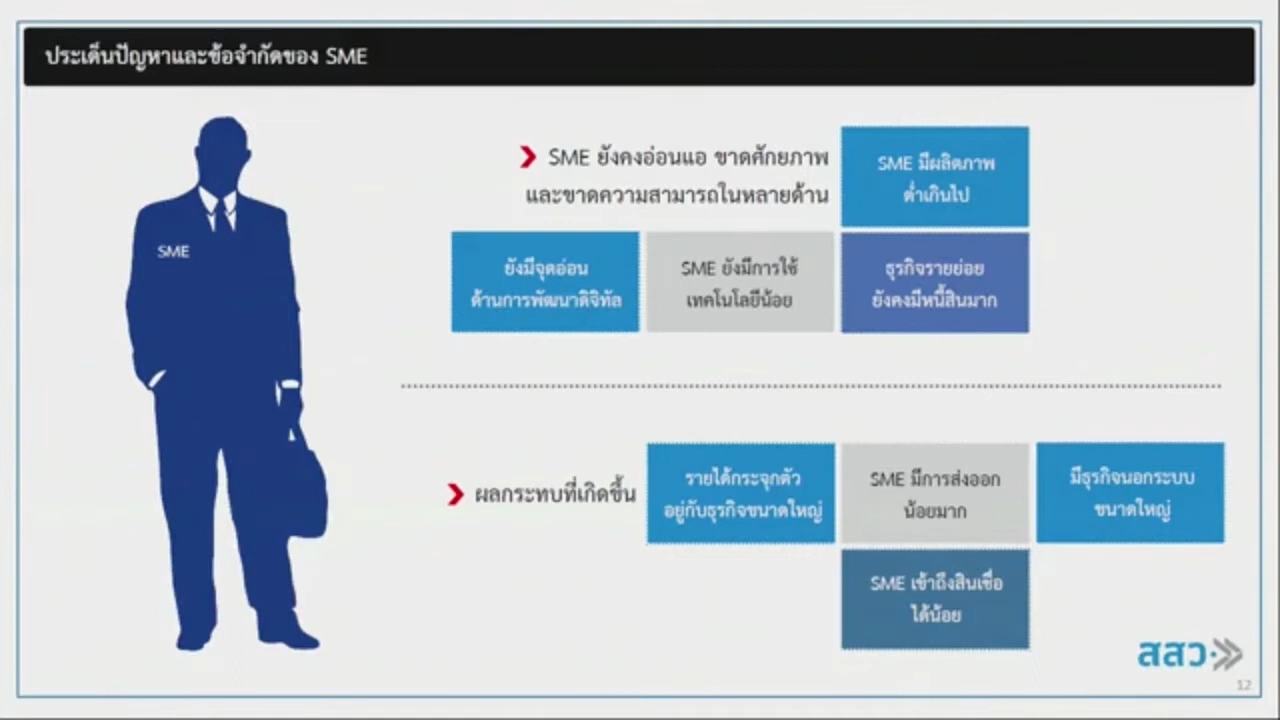 ประเด็นปัญหาและข้อจำกัดของ SME
SME
SME ยังคงอ่อนแอ ขาดศักยภาพ
และขาดความสามารถในหลายด้าน
SME มีผลิตภาพ
ต่ำเกินไป
ยังมีจุดอ่อน
ด้านการพัฒนาดิจิทัล
SME ยังมีการใช้
เทคโนโลยีน้อย
ธุรกิจรายย่อย
ยังคงมีหนี้สินมาก
ผลกระทบที่เกิดขึ้น
รายได้กระจุกตัว
อยู่กับธุรกิจขนาดใหญ่
SME มีการส่งออก
น้อยมาก
มีธุรกิจนอกระบบ
ขนาดใหญ่
SME เข้าถึงสินเชื่อ
ได้น้อย
สสว
12